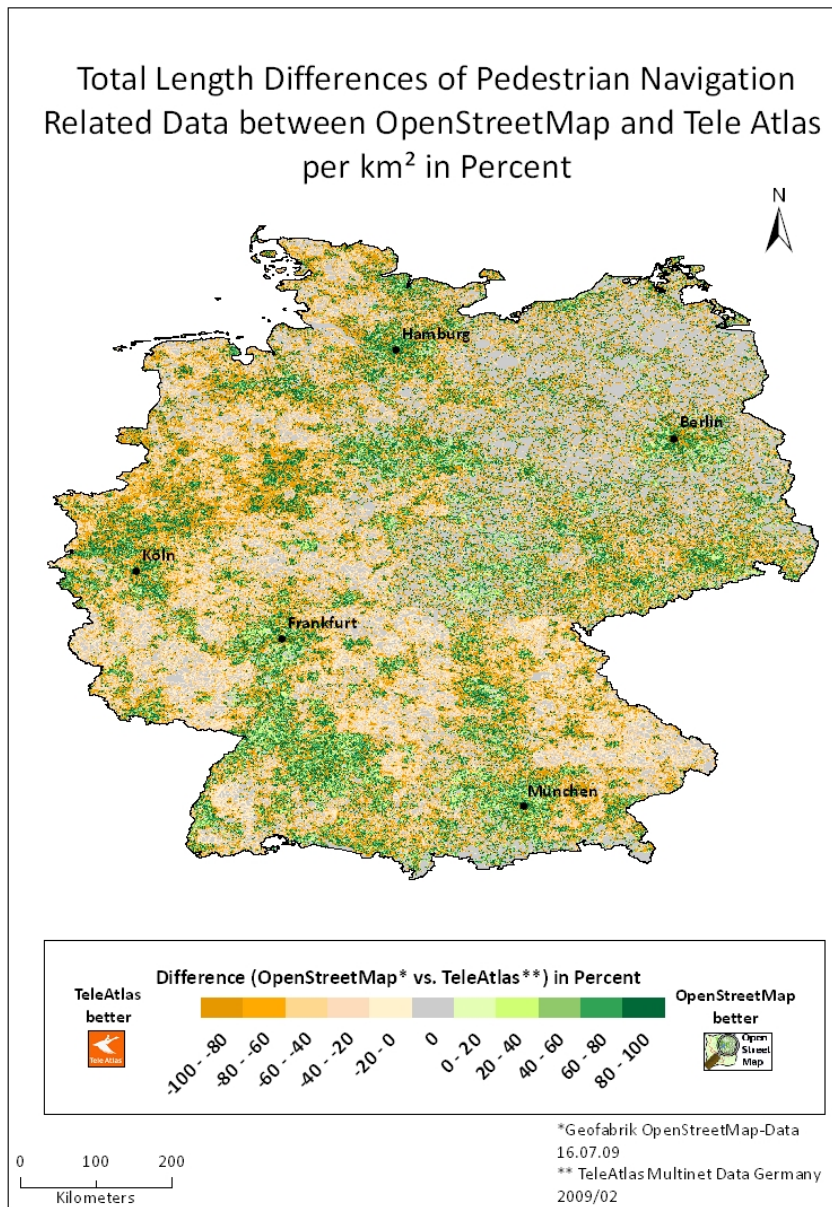 Total Length Differences of Pedestrian Navigation
Related Data between OpenStreetMap and Tele Atlas
per km² in Percent
N
Hamburg
Berlin
Köln
Frankfurt
München
Difference (OpenStreetMap* vs. TeleAtlas**) in Percent
TeleAtlas
better
Tele Atlas
OpenStreetMap
better
Open
Street
Map
-100 - -80
-80 - -60
-60 - -40
-40 - -20
-20 - 0
0
0 - 20
20 - 40
40 - 60
60 - 80
80 - 100
*Geofabrik OpenStreetMap-Data
16.07.09
** TeleAtlas Multinet Data Germany
2009/02
0 100 200
Kilometers